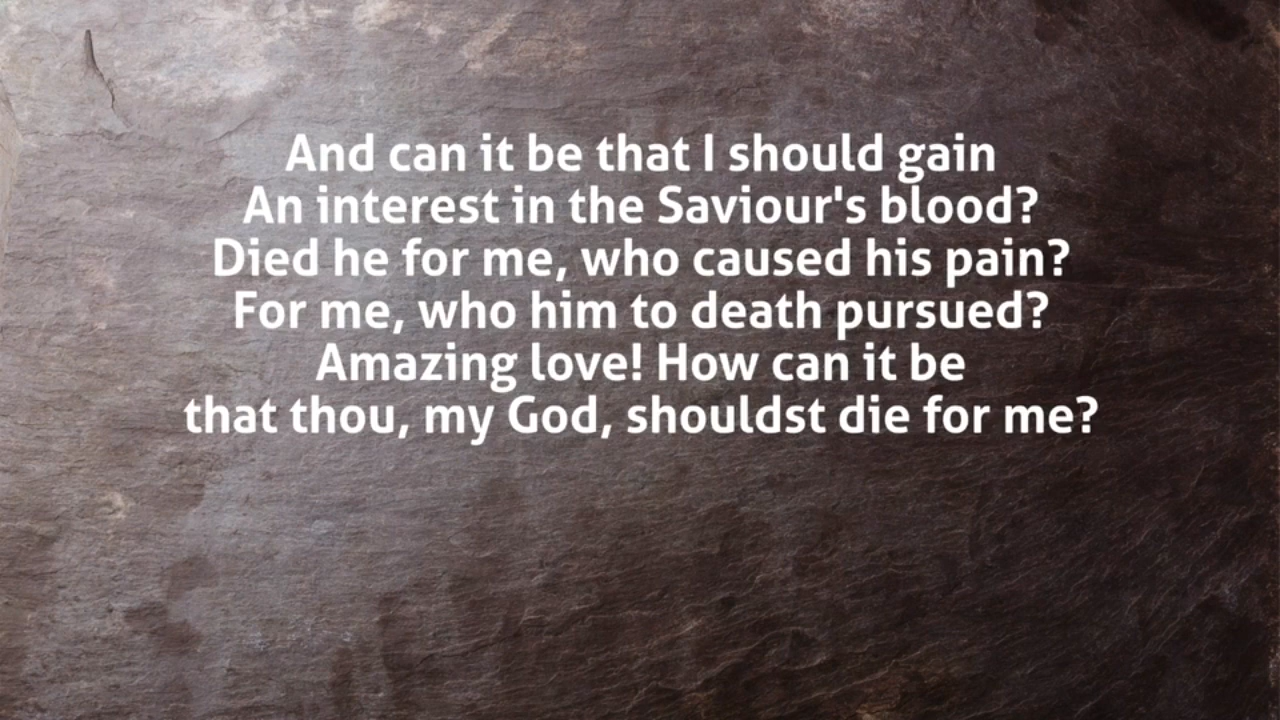 And can it be that I should gain
An interest in the Saviour's blood?
Died he for me, who caused his pain?
For me, who him to death pursued?
Amazing love! How can it be
that thou, my God, shouldst die for me?